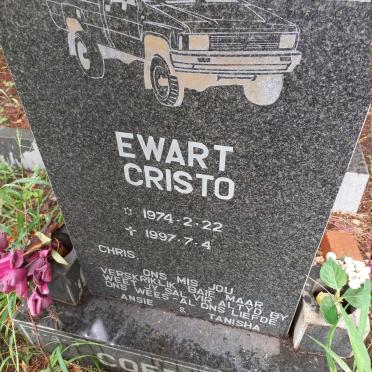 EWART
CRISTO
☆ 1974·2·22
✝ 1997·7·4
CHRIS,
ONS MIS JOU
VERSKRIKLIK BAIE MAAR
WEET JY SAL VIR ALTYD BY
ONS WEES AL ONS LIEFDE
ANSIE & TANISHA